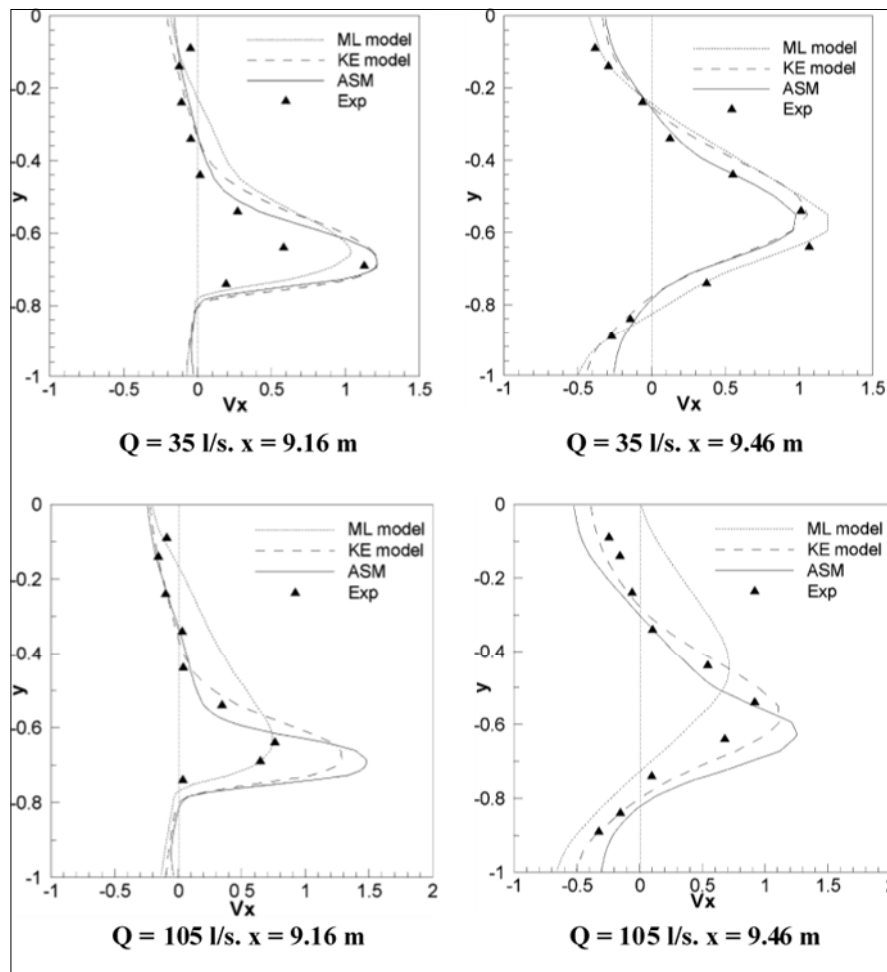 0
-0.2
-0.4
y
-0.6
-0.8
-1
-1
-0.5
0
0.5
1
1.5
Vx
ML model
KE model
ASM
Exp
Q = 35 l/s. x = 9.16 m
0
-0.2
-0.4
y
-0.6
-0.8
-1
-1
-0.5
0
0.5
1
1.5
Vx
ML model
KE model
ASM
Exp
Q = 35 l/s. x = 9.46 m
0
-0.2
-0.4
y
-0.6
-0.8
-1
-1
0
1
2
Vx
ML model
KE model
ASM
Exp
Q = 105 l/s. x = 9.16 m
0
-0.2
-0.4
y
-0.6
-0.8
-1
-1
-0.5
0
0.5
1
1.5
2
Vx
ML model
KE model
ASM
Exp
Q = 105 l/s. x = 9.46 m